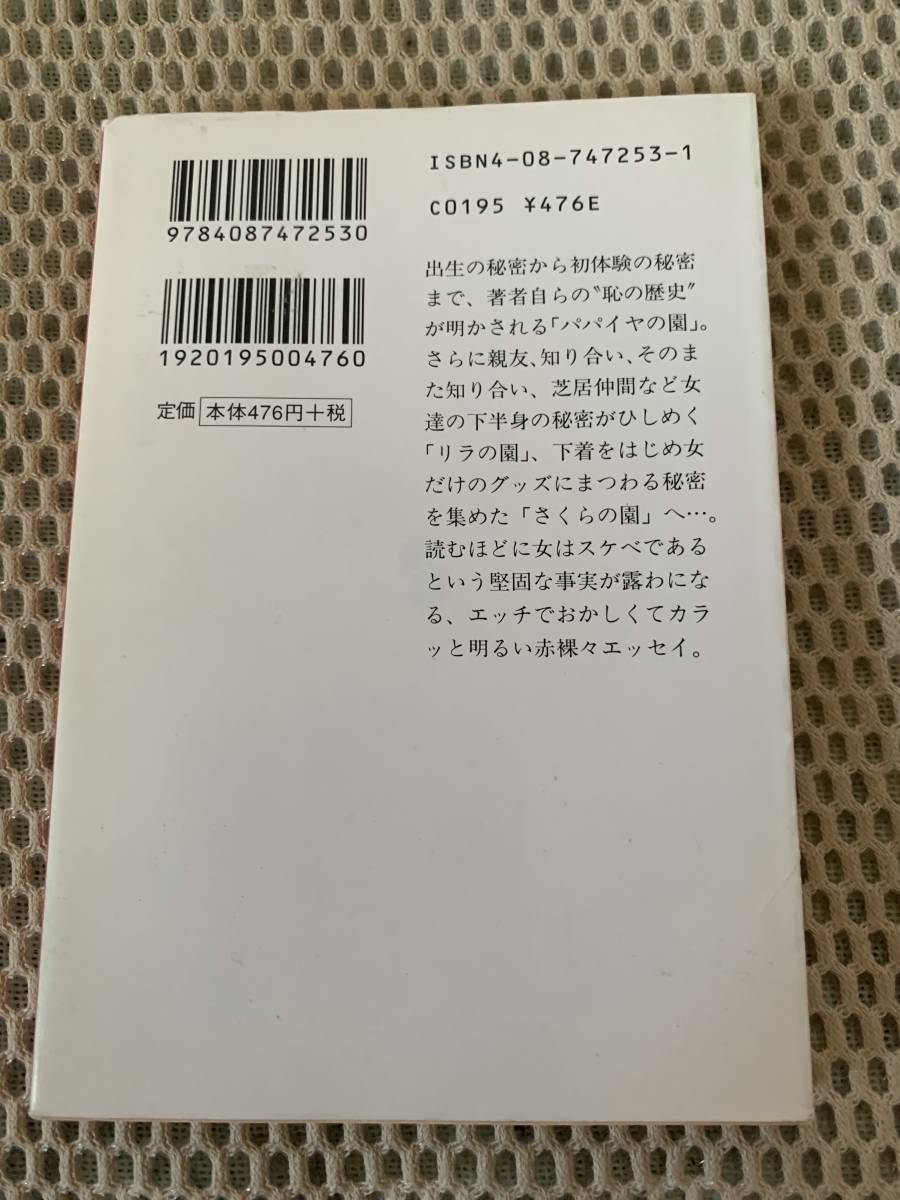 ISBN4-08-747253-1
C0195 ¥476E
9784087472530
1920195004760
定価 本体476円+税
出生の秘密から初体験の秘密
まで、著者自らの〝恥の歴史〟
が明かされる「パパイヤの園」。
さらに親友、知り合い、そのま
た知り合い、芝居仲間など女
達の下半身の秘密がひしめく
「リラの園」、下着をはじめ女
だけのグッズにまつわる秘密
を集めた「さくらの園」へ…。
読むほどに女はスケベである
という堅固な事実が露わにな
る、エッチでおかしくてカラ
ッと明るい赤裸々エッセイ。